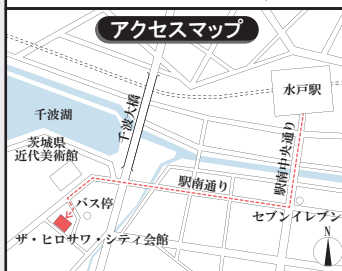 アクセスマップ
水戸駅
千波大橋
千波湖
駅南中央通り
茨城県
近代美術館
駅南通り
バス停
セブンイレブン
ザ・ヒロサワ・シティ会館
N